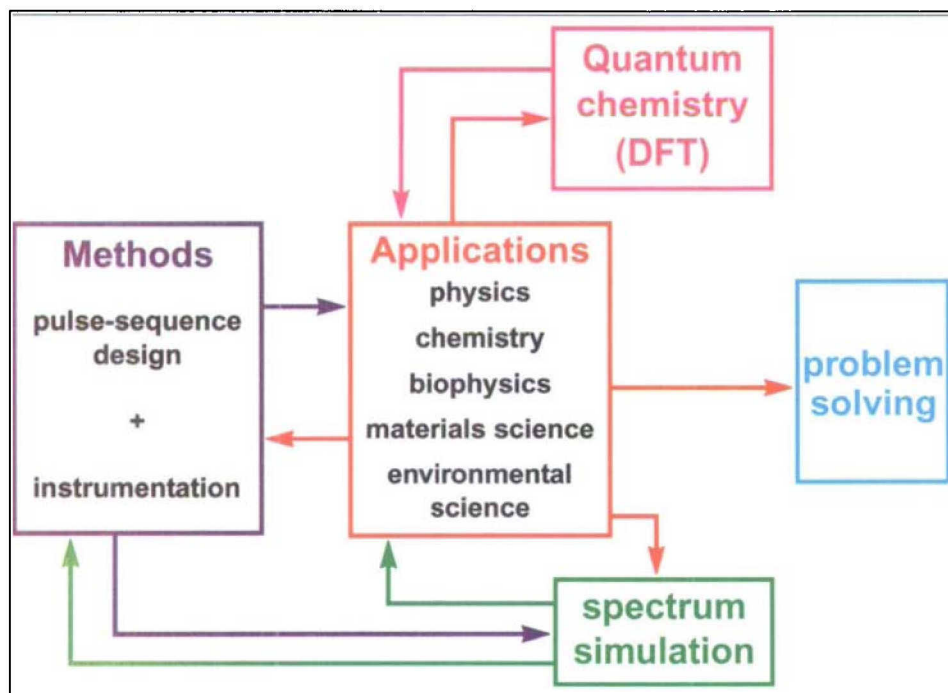 Quantum
chemistry
(DFT)
Methods
pulse-sequence
design
+
instrumentation
Applications
physics
chemistry
biophysics
materials science
environmental
science
problem
solving
spectrum
simulation